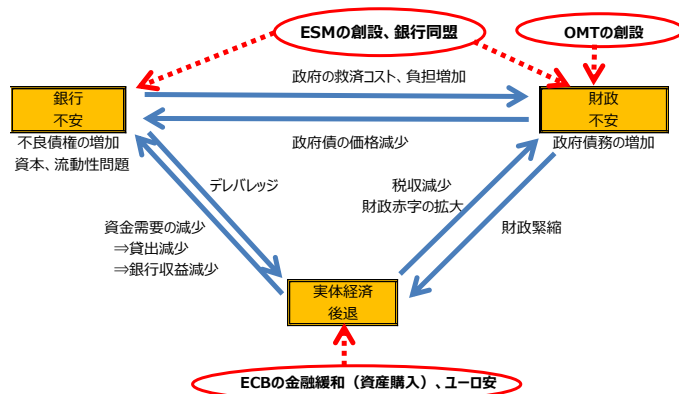 ESMの創設、銀行同盟
OMTの創設
政府の救済コスト、負担増加
銀行
不安
財政
不安
不良債権の増加
資本、流動性問題
政府債の価格減少
政府債務の増加
デレバレッジ
税収減少
財政赤字の拡大
資金需要の減少
⇒貸出減少
⇒銀行収益減少
財政緊縮
実体経済
後退
ECBの金融緩和（資産購入）、ユーロ安